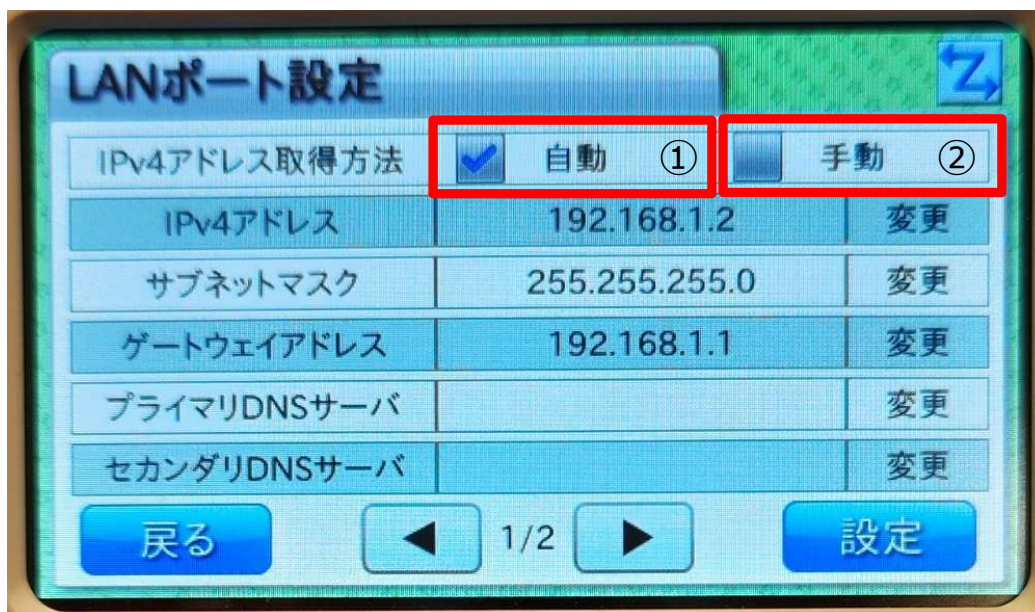 LANポート設定
IPv4アドレス取得方法 自動 ① 手動 ②
IPv4アドレス 192.168.1.2 変更
サブネットマスク 255.255.255.0 変更
ゲートウェイアドレス 192.168.1.1 変更
プライマリDNSサーバ 変更
セカンダリDNSサーバ 変更
戻る ◀ 1/2 ▶ 設定